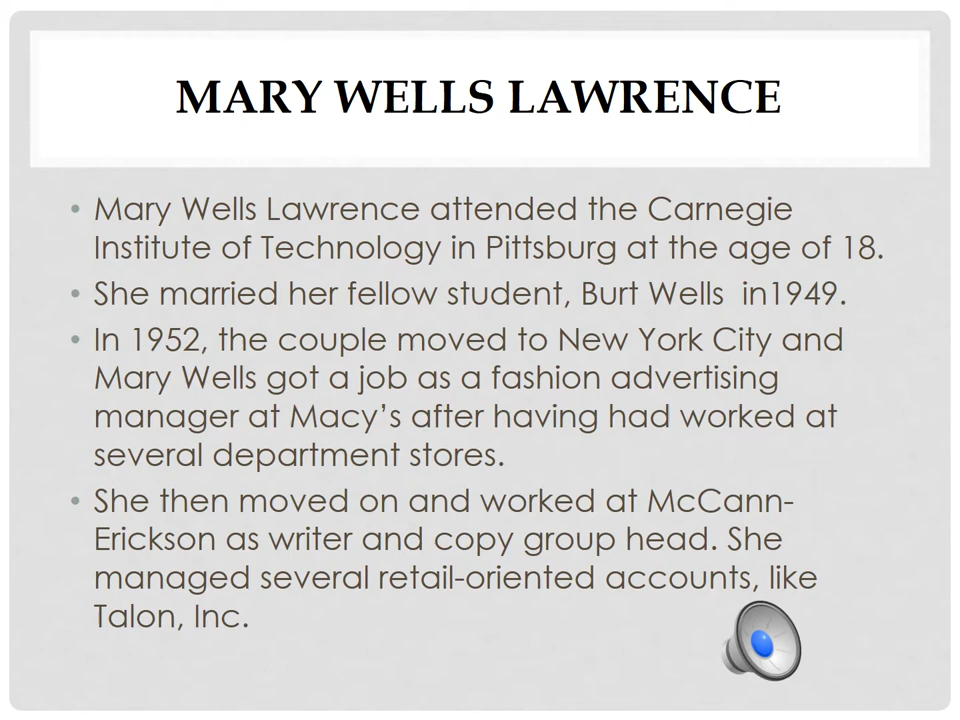 MARY WELLS LAWRENCE
• Mary Wells Lawrence attended the Carnegie
Institute of Technology in Pittsburg at the age of 18.
• She married her fellow student, Burt Wells  in1949.
• In 1952, the couple moved to New York City and
Mary Wells got a job as a fashion advertising
manager at Macy’s after having had worked at
several department stores.
• She then moved on and worked at McCann-
Erickson as writer and copy group head. She
managed several retail-oriented accounts, like
Talon, Inc.